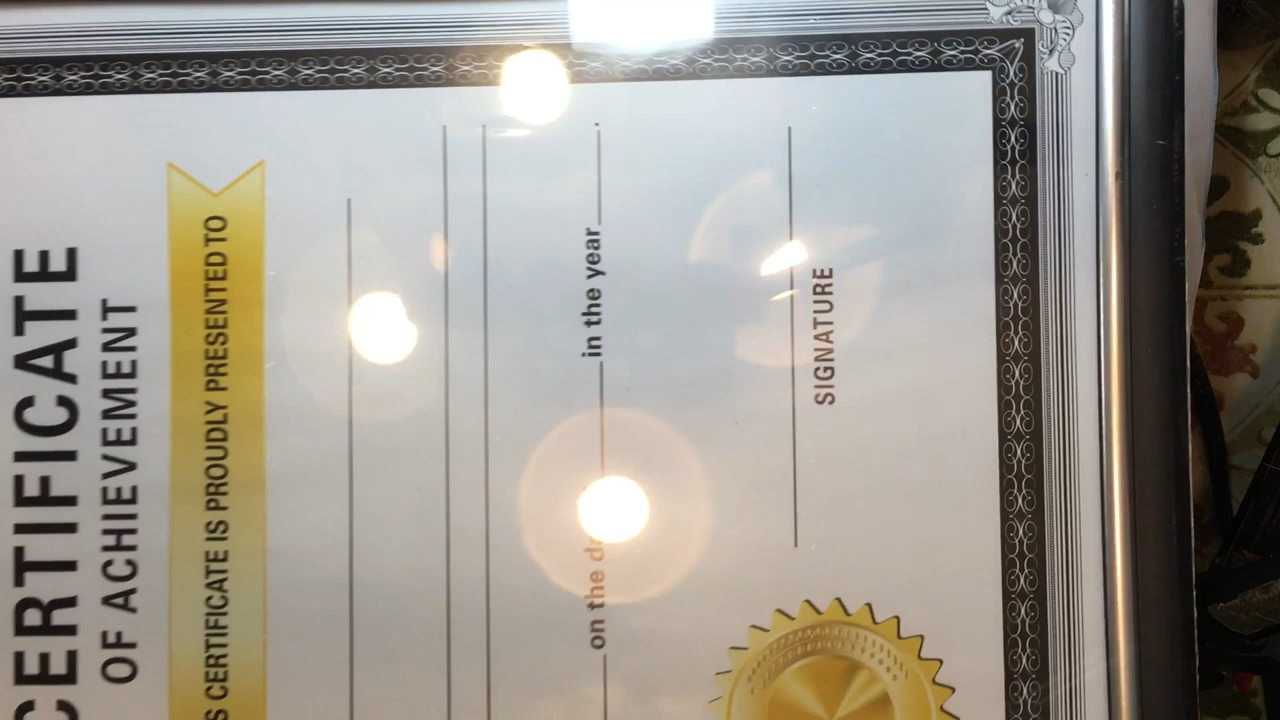 CERTIFICATE
OF ACHIEVEMENT
S CERTIFICATE IS PROUDLY PRESENTED TO
on the in the year
SIGNATURE